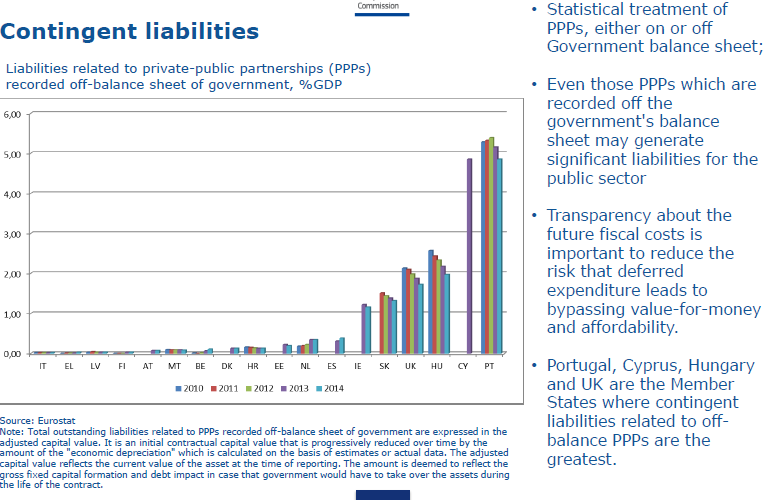 Commission
Contingent liabilities
Liabilities related to private-public partnerships (PPPs)
recorded off-balance sheet of government, %GDP
6,00
5,00
4,00
3,00
2,00
1,00
0,00
IT EL LV FI AT MT BE DK HR EE NL ES IE SK UK HU CY PT
2010 2011 2012 2013 2014
Source: Eurostat
Note: Total outstanding liabilities related to PPPs recorded off-balance sheet of government are expressed in the
adjusted capital value. It is an initial contractual capital value that is progressively reduced over time by the
amount of the "economic depreciation" which is calculated on the basis of estimates or actual data. The adjusted
capital value reflects the current value of the asset at the time of reporting. The amount is deemed to reflect the
gross fixed capital formation and debt impact in case that government would have to take over the assets during
the life of the contract.
• Statistical treatment of
PPPs, either on or off
Government balance sheet;
• Even those PPPs which are
recorded off the
government's balance
sheet may generate
significant liabilities for the
public sector
• Transparency about the
future fiscal costs is
important to reduce the
risk that deferred
expenditure leads to
bypassing value-for-money
and affordability.
• Portugal, Cyprus, Hungary
and UK are the Member
States where contingent
liabilities related to off-
balance PPPs are the
greatest.